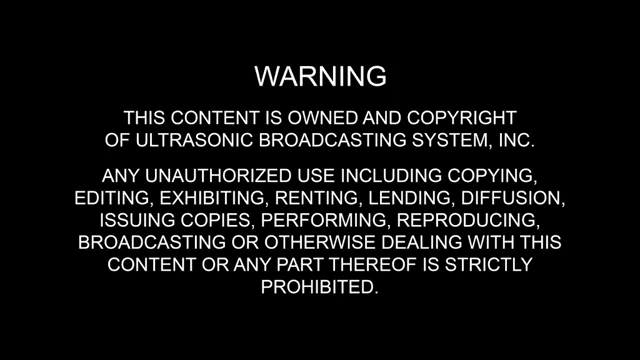 WARNING
THIS CONTENT IS OWNED AND COPYRIGHT
OF ULTRASONIC BROADCASTING SYSTEM, INC.
ANY UNAUTHORIZED USE INCLUDING COPYING,
EDITING, EXHIBITING, RENTING, LENDING, DIFFUSION,
ISSUING COPIES, PERFORMING, REPRODUCING,
BROADCASTING OR OTHERWISE DEALING WITH THIS
CONTENT OR ANY PART THEREOF IS STRICTLY
PROHIBITED.